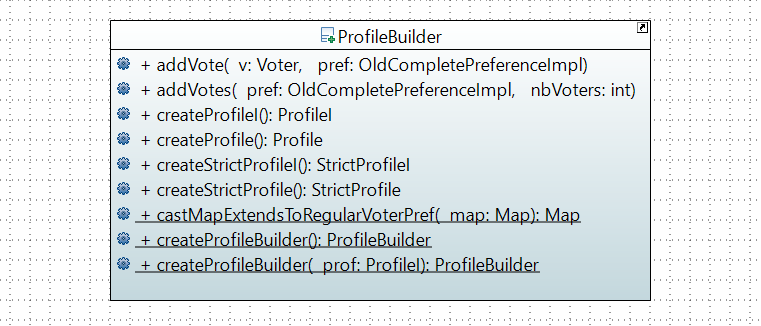 ProfileBuilder
+ addVote( v: Voter, pref: OldCompletePreferenceImpl)
+ addVotes( pref: OldCompletePreferenceImpl, nbVoters: int)
+ createProfileI(): ProfileI
+ createProfile(): Profile
+ createStrictProfileI(): StrictProfileI
+ createStrictProfile(): StrictProfile
+ castMapExtendsToRegularVoterPref( map: Map): Map
+ createProfileBuilder(): ProfileBuilder
+ createProfileBuilder( prof: ProfileI): ProfileBuilder